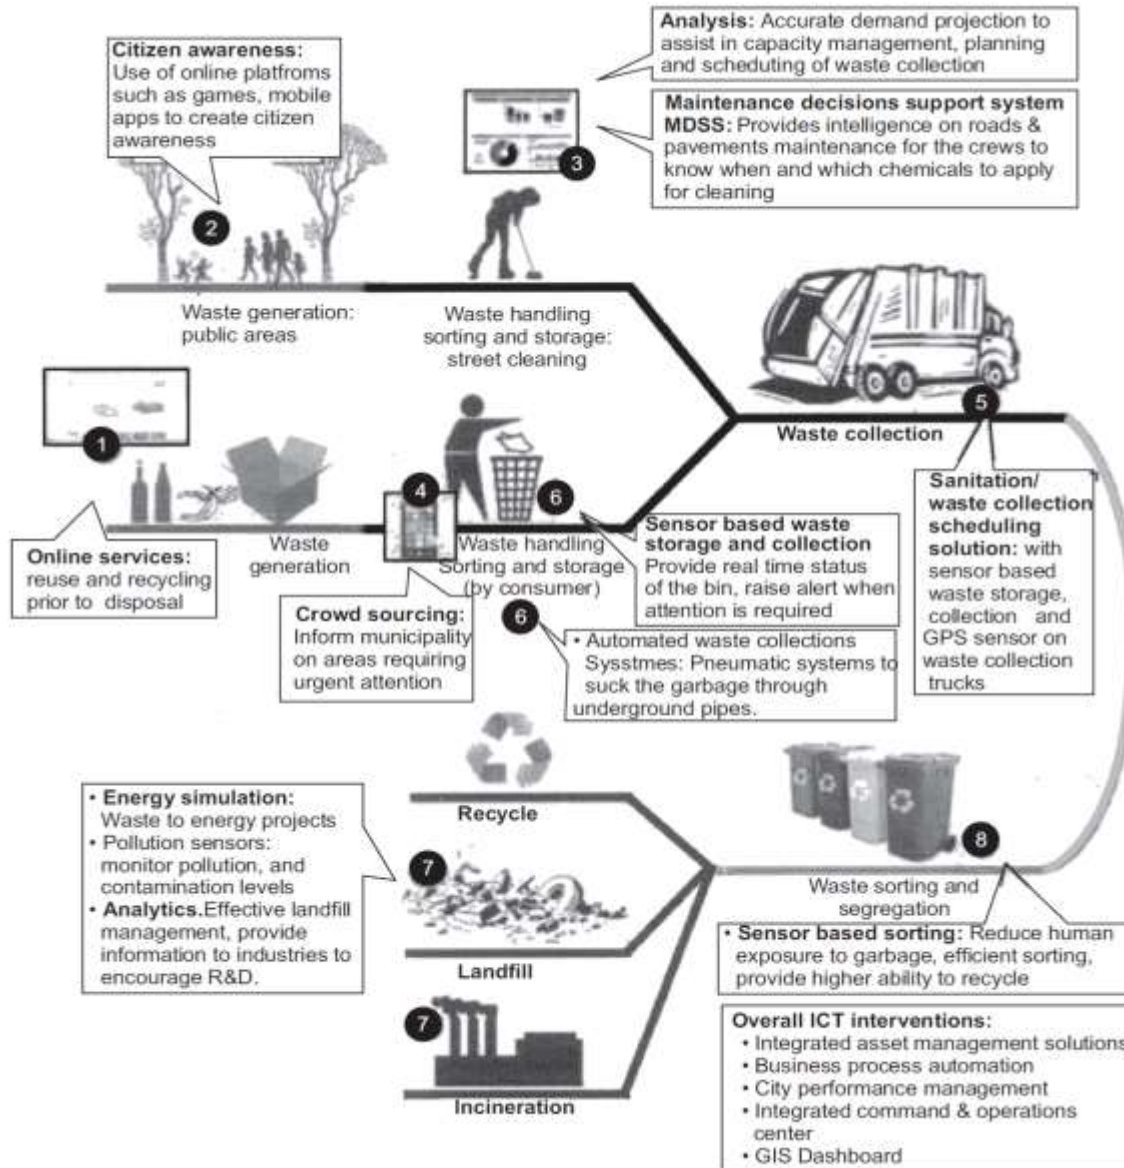 Citizen awareness:
Use of online platfroms
such as games, mobile
apps to create citizen
awareness
Analysis: Accurate demand projection to
assist in capacity management, planning
and scheduting of waste collection
Maintenance decisions support system
MDSS: Provides intelligence on roads &
pavements maintenance for the crews to
know when and which chemicals to apply
for cleaning
3
2
Waste generation:
public areas
Waste handling
sorting and storage:
street cleaning
1
4
6
5
Waste collection
Online services:
reuse and recycling
prior to disposal
Waste
generation
Waste handling
Sorting and storage
(by consumer)
6
Crowd sourcing:
Inform municipality
on areas requiring
urgent attention
Sensor based waste
storage and collection
Provide real time status
of the bin, raise alert when
attention is required
• Automated waste collections
Sysstmes: Pneumatic systems to
suck the garbage through
underground pipes.
Sanitation/
waste collection
scheduling
solution: with
sensor based
waste storage,
collection and
GPS sensor on
waste collection
trucks
Recycle
• Energy simulation:
Waste to energy projects
• Pollution sensors:
monitor pollution, and
contamination levels
• Analytics.Effective landfill
management, provide
information to industries to
encourage R&D.
7
Landfill
7
Incineration
8
Waste sorting and
segregation
• Sensor based sorting: Reduce human
exposure to garbage, efficient sorting,
provide higher ability to recycle
Overall ICT interventions:
• Integrated asset management solutions
• Business process automation
• City performance management
• Integrated command & operations
center
• GIS Dashboard